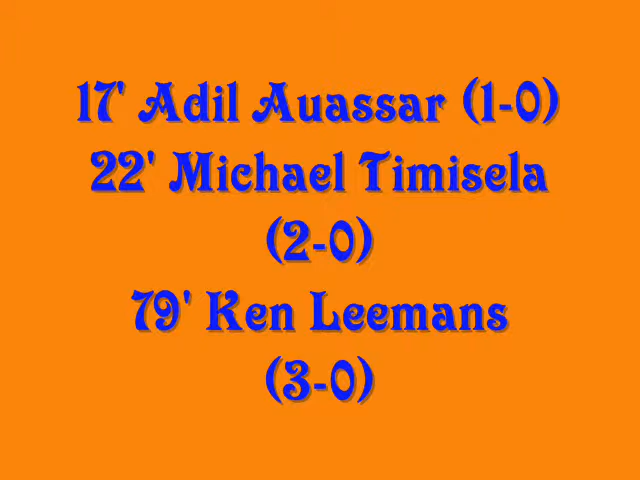 17' Adil Auassar (1-0)
22' Michael Timisela
(2-0)
79' Ken Leemans
(3-0)